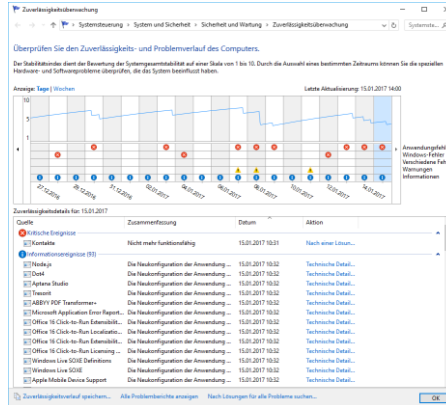 Zuverlässigkeitsüberwachung
Systemsteuerung › System und Sicherheit › Sicherheit und Wartung › Zuverlässigkeitsüberwachung
Systemste...
Überprüfen Sie den Zuverlässigkeits- und Problemverlauf des Computers.
Der Stabilitätsindex dient der Bewertung der Systemgesamtstabilität auf einer Skala von 1 bis 10. Durch die Auswahl eines bestimmten Zeitraums können Sie die speziellen
Hardware- und Softwareprobleme überprüfen, die das System beeinflusst haben.
Anzeige: Tage | Wochen
Letzte Aktualisierung: 15.01.2017 14:00
10
5
1
Anwendungsfehl
Windows-Fehler
Verschiedene Feh
Warnungen
Informationen
27.12.2016 29.12.2016 31.12.2016 02.01.2017 04.01.2017 06.01.2017 08.01.2017 10.01.2017 12.01.2017 14.01.2017
Zuverlässigkeitsdetails für: 15.01.2017
Quelle Zusammenfassung Datum Aktion
Kritische Ereignisse
Kontakte Nicht mehr funktionsfähig 15.01.2017 10:31 Nach einer Lösun...
Informationsereignisse (93)
Node.js Die Neukonfiguration der Anwendung ... 15.01.2017 10:32 Technische Detail...
Dot4 Die Neukonfiguration der Anwendung ... 15.01.2017 10:32 Technische Detail...
Aptana Studio Die Neukonfiguration der Anwendung ... 15.01.2017 10:32 Technische Detail...
Tresorit Die Neukonfiguration der Anwendung ... 15.01.2017 10:32 Technische Detail...
ABBYY PDF Transformer+ Die Neukonfiguration der Anwendung ... 15.01.2017 10:32 Technische Detail...
Microsoft Application Error Report... Die Neukonfiguration der Anwendung ... 15.01.2017 10:32 Technische Detail...
Office 16 Click-to-Run Extensibilit... Die Neukonfiguration der Anwendung ... 15.01.2017 10:32 Technische Detail...
Office 16 Click-to-Run Localizatio... Die Neukonfiguration der Anwendung ... 15.01.2017 10:32 Technische Detail...
Office 16 Click-to-Run Extensibilit... Die Neukonfiguration der Anwendung ... 15.01.2017 10:32 Technische Detail...
Office 16 Click-to-Run Licensing ... Die Neukonfiguration der Anwendung ... 15.01.2017 10:32 Technische Detail...
Windows Live SOXE Definitions Die Neukonfiguration der Anwendung ... 15.01.2017 10:32 Technische Detail...
Windows Live SOXE Die Neukonfiguration der Anwendung ... 15.01.2017 10:32 Technische Detail...
Apple Mobile Device Support Die Neukonfiguration der Anwendung ... 15.01.2017 10:32 Technische Detail...
Zuverlässigkeitsverlauf speichern... Alle Problemberichte anzeigen Nach Lösungen für alle Probleme suchen... OK